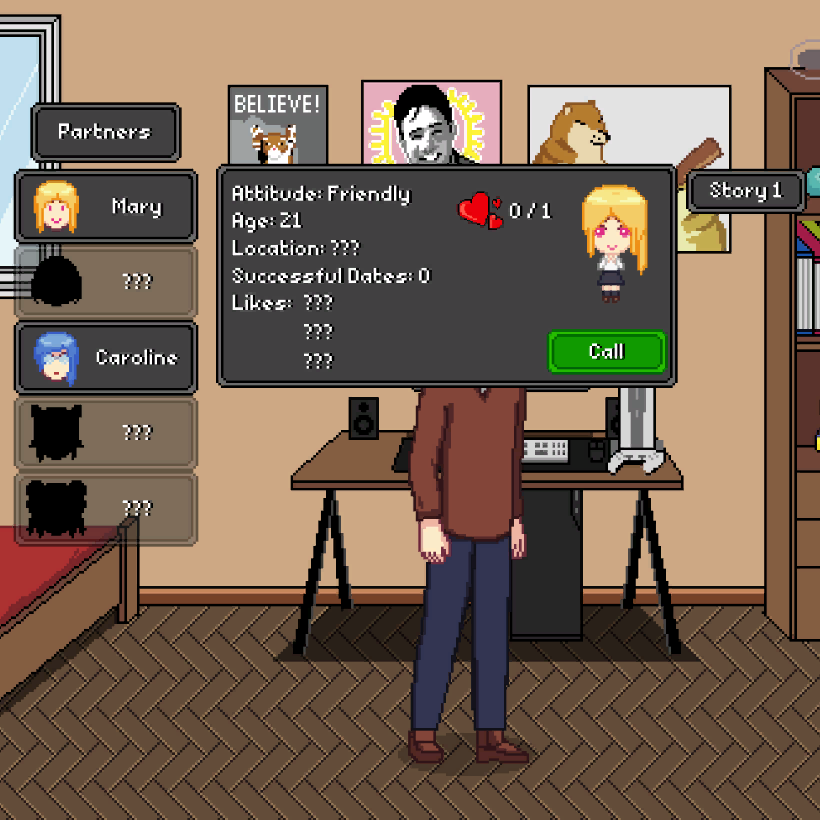 BELIEVE!
Partners
Mary
???
Caroline
???
???
Attitude: Friendly
Age: 21
Location: ???
Successful Dates: 0
Likes: ???
???
???
0 / 1
Call
Story 1